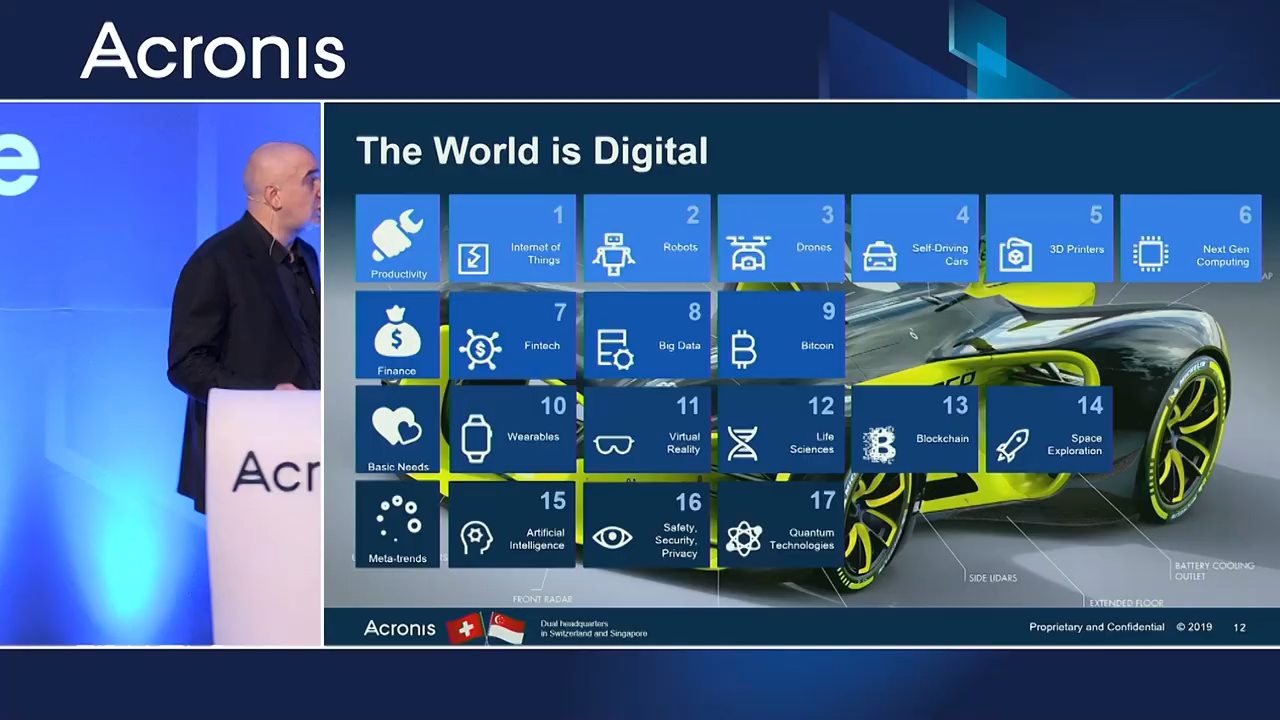 Acronis
e
Acr
The World is Digital
Productivity
1
Internet of
Things
2
Robots
3
Drones
4
Self-Driving
Cars
5
3D Printers
6
Next Gen
Computing
Finance
7
Fintech
8
Big Data
9
Bitcoin
Basic Needs
10
Wearables
11
Virtual
Reality
12
Life
Sciences
13
Blockchain
14
Space
Exploration
Meta-trends
15
Artificial
Intelligence
16
Safety,
Security,
Privacy
17
Quantum
Technologies
FRONT RADAR
SIDE LIDARS
BATTERY COOLING
OUTLET
EXTENDED FLOOR
Acronis
Dual headquarters
in Switzerland and Singapore
Proprietary and Confidential © 2019 12